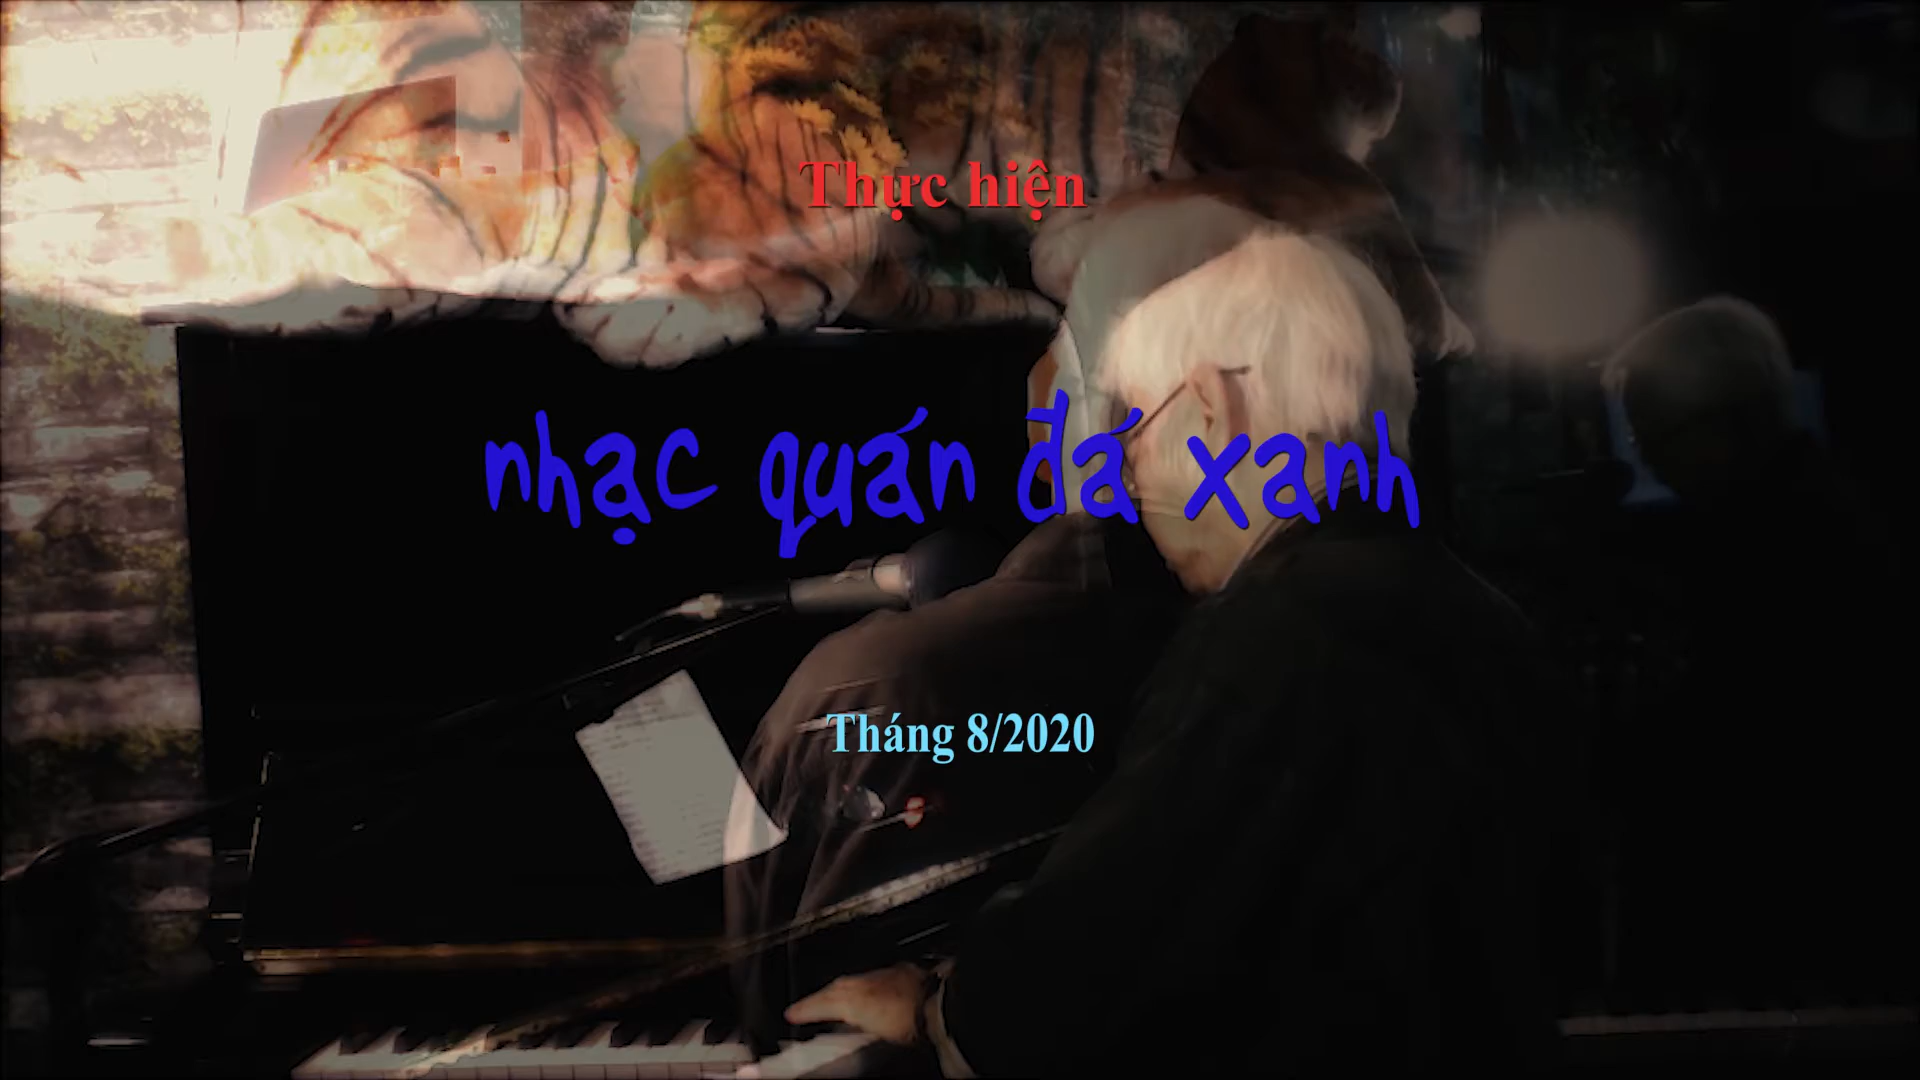 Thực hiện
nhạc quán đá xanh
Tháng 8/2020